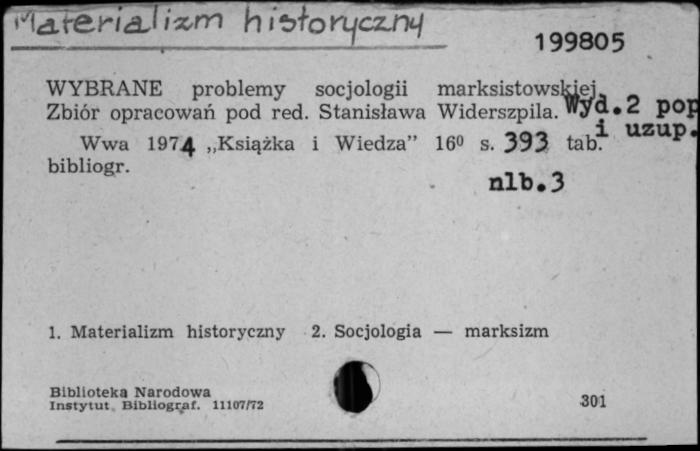 Materializm historyczny
199805
WYBRANE problemy socjologii marksistowskiej.
Zbiór opracowań pod red. Stanisława Widerszpila. Wyd.2 pop
i uzup.
Wwa 1974 „Książka i Wiedza” 16⁰ s. 393 tab.
bibliogr.
nlb.3
1. Materializm historyczny 2. Socjologia — marksizm
Biblioteka Narodowa
Instytut Bibliograf. 11107/72
301